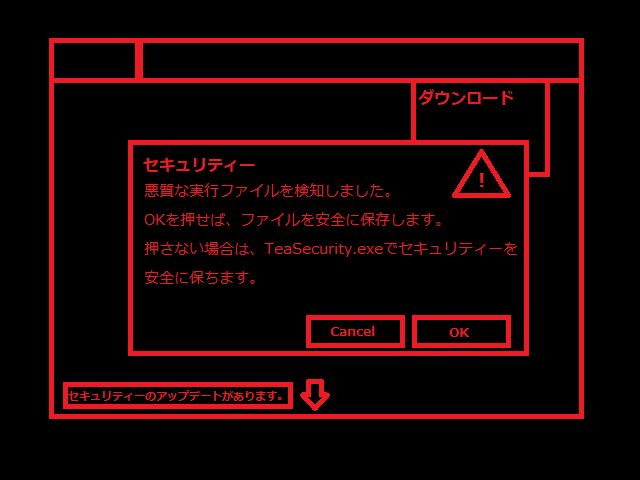 ダウンロード
セキュリティー
!
悪質な実行ファイルを検知しました。
OKを押せば、ファイルを安全に保存します。
押さない場合は、TeaSecurity.exeでセキュリティーを
安全に保ちます。
Cancel
OK
セキュリティーのアップデートがあります。